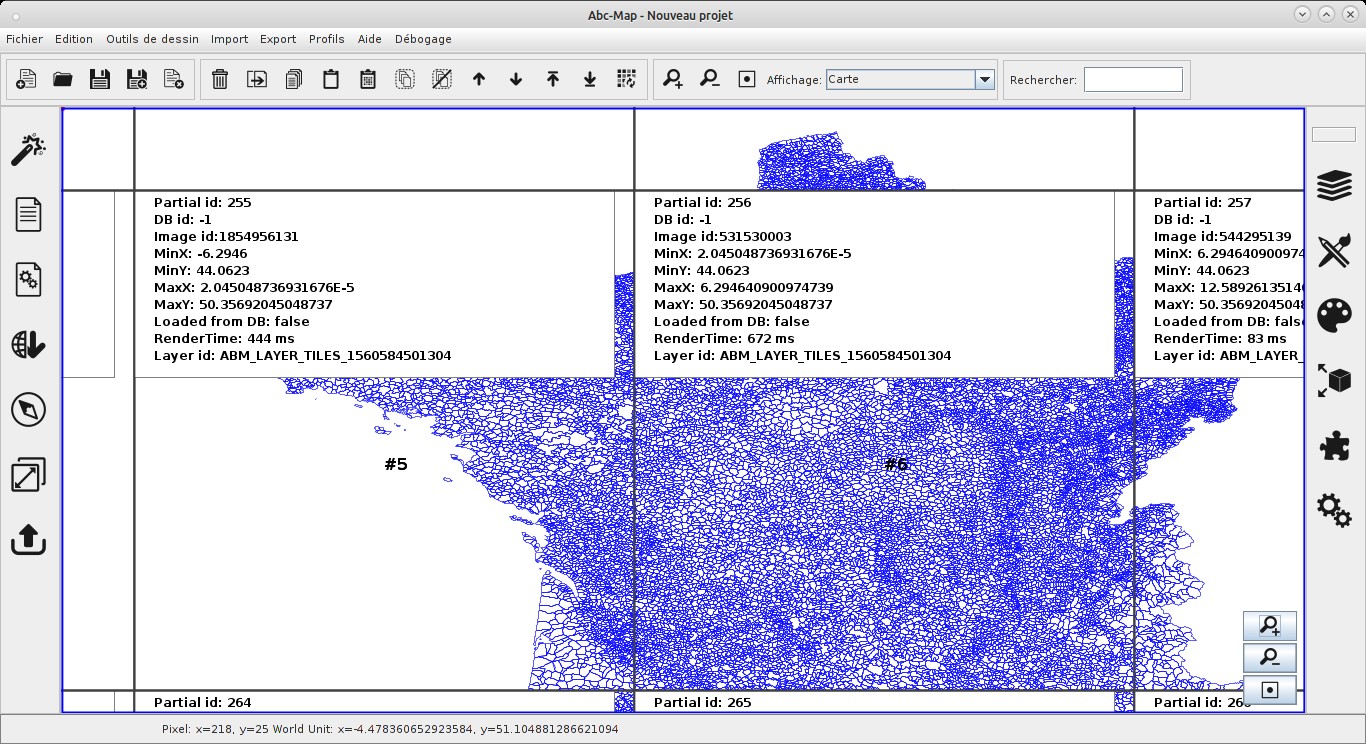 Abc-Map - Nouveau projet
Fichier Edition Outils de dessin Import Export Profils Aide Débogage
Affichage: Carte Rechercher:
Partial id: 255
DB id: -1
Image id:1854956131
MinX: -6.2946
MinY: 44.0623
MaxX: 2.045048736931676E-5
MaxY: 50.35692045048737
Loaded from DB: false
RenderTime: 444 ms
Layer id: ABM_LAYER_TILES_1560584501304
Partial id: 256
DB id: -1
Image id:531530003
MinX: 2.045048736931676E-5
MinY: 44.0623
MaxX: 6.294640900974739
MaxY: 50.35692045048737
Loaded from DB: false
RenderTime: 672 ms
Layer id: ABM_LAYER_TILES_1560584501304
Partial id: 257
DB id: -1
Image id:544295139
MinX: 6.294640900974
MinY: 44.0623
MaxX: 12.5892613514
MaxY: 50.3569204504
Loaded from DB: fals
RenderTime: 83 ms
Layer id: ABM_LAYER_
#5
#6
Partial id: 264
Partial id: 265
Partial id: 26
Pixel: x=218, y=25 World Unit: x=-4.478360652923584, y=51.104881286621094